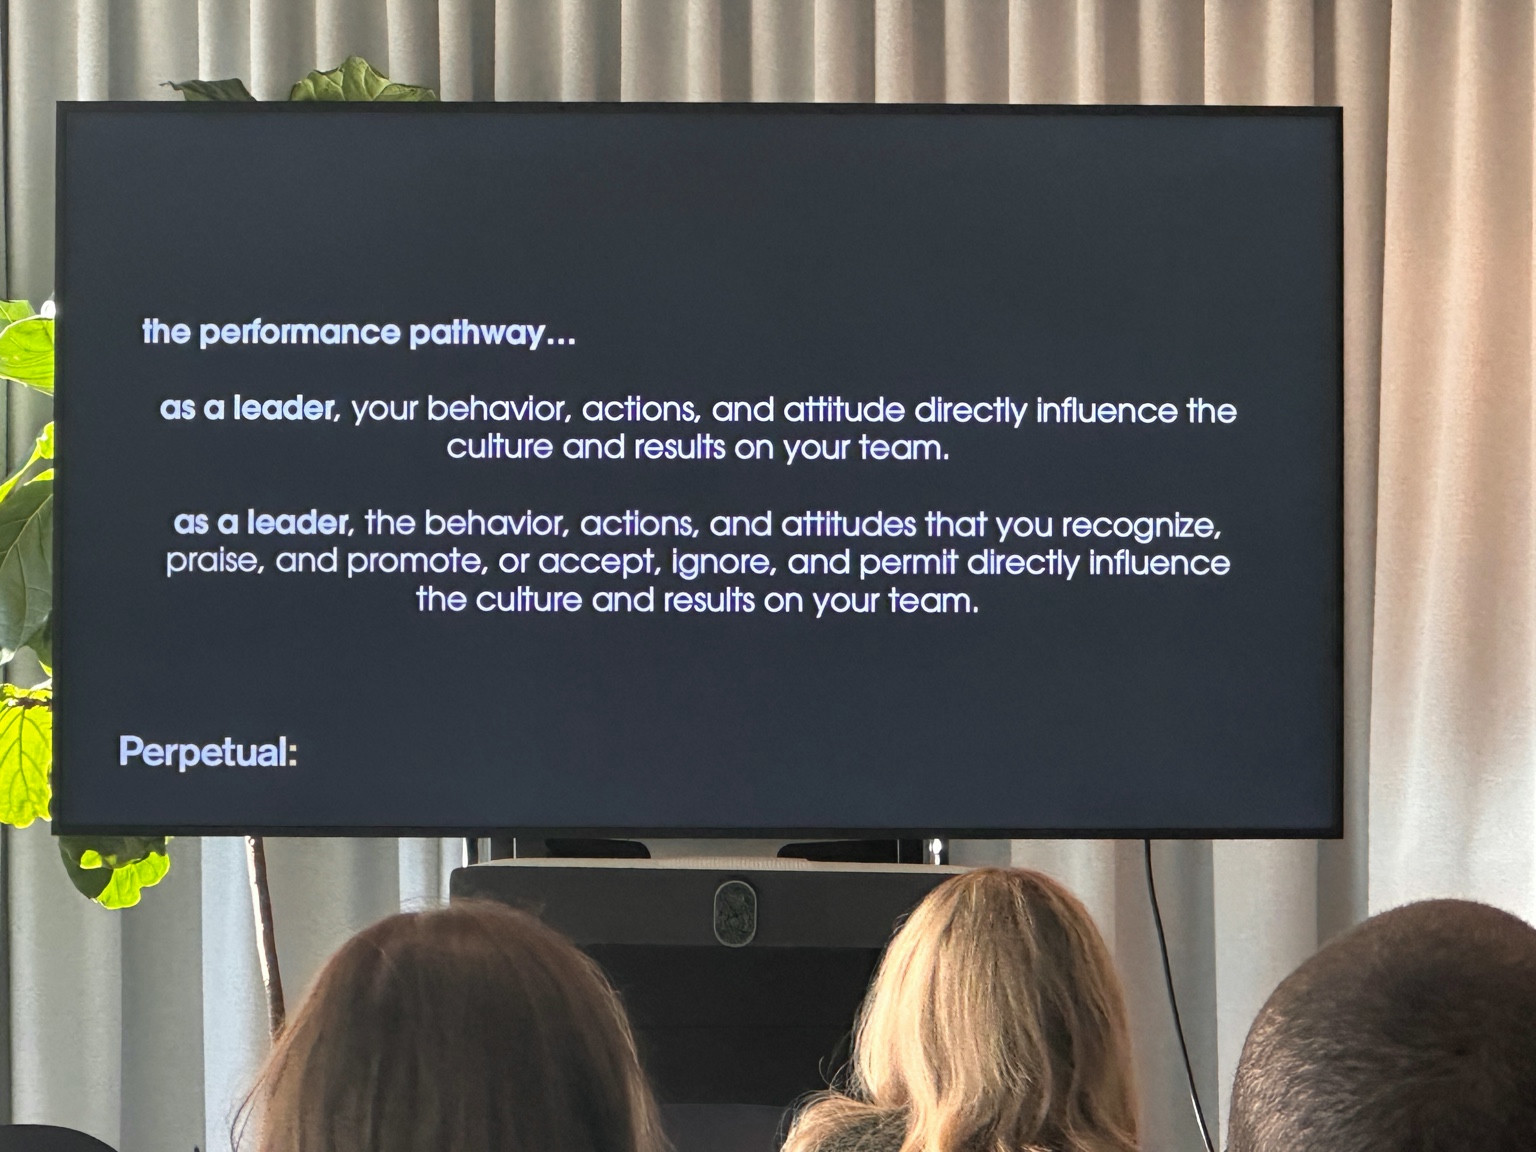 the performance pathway...
as a leader, your behavior, actions, and attitude directly influence the
culture and results on your team.
as a leader, the behavior, actions, and attitudes that you recognize,
praise, and promote, or accept, ignore, and permit directly influence
the culture and results on your team.
Perpetual: